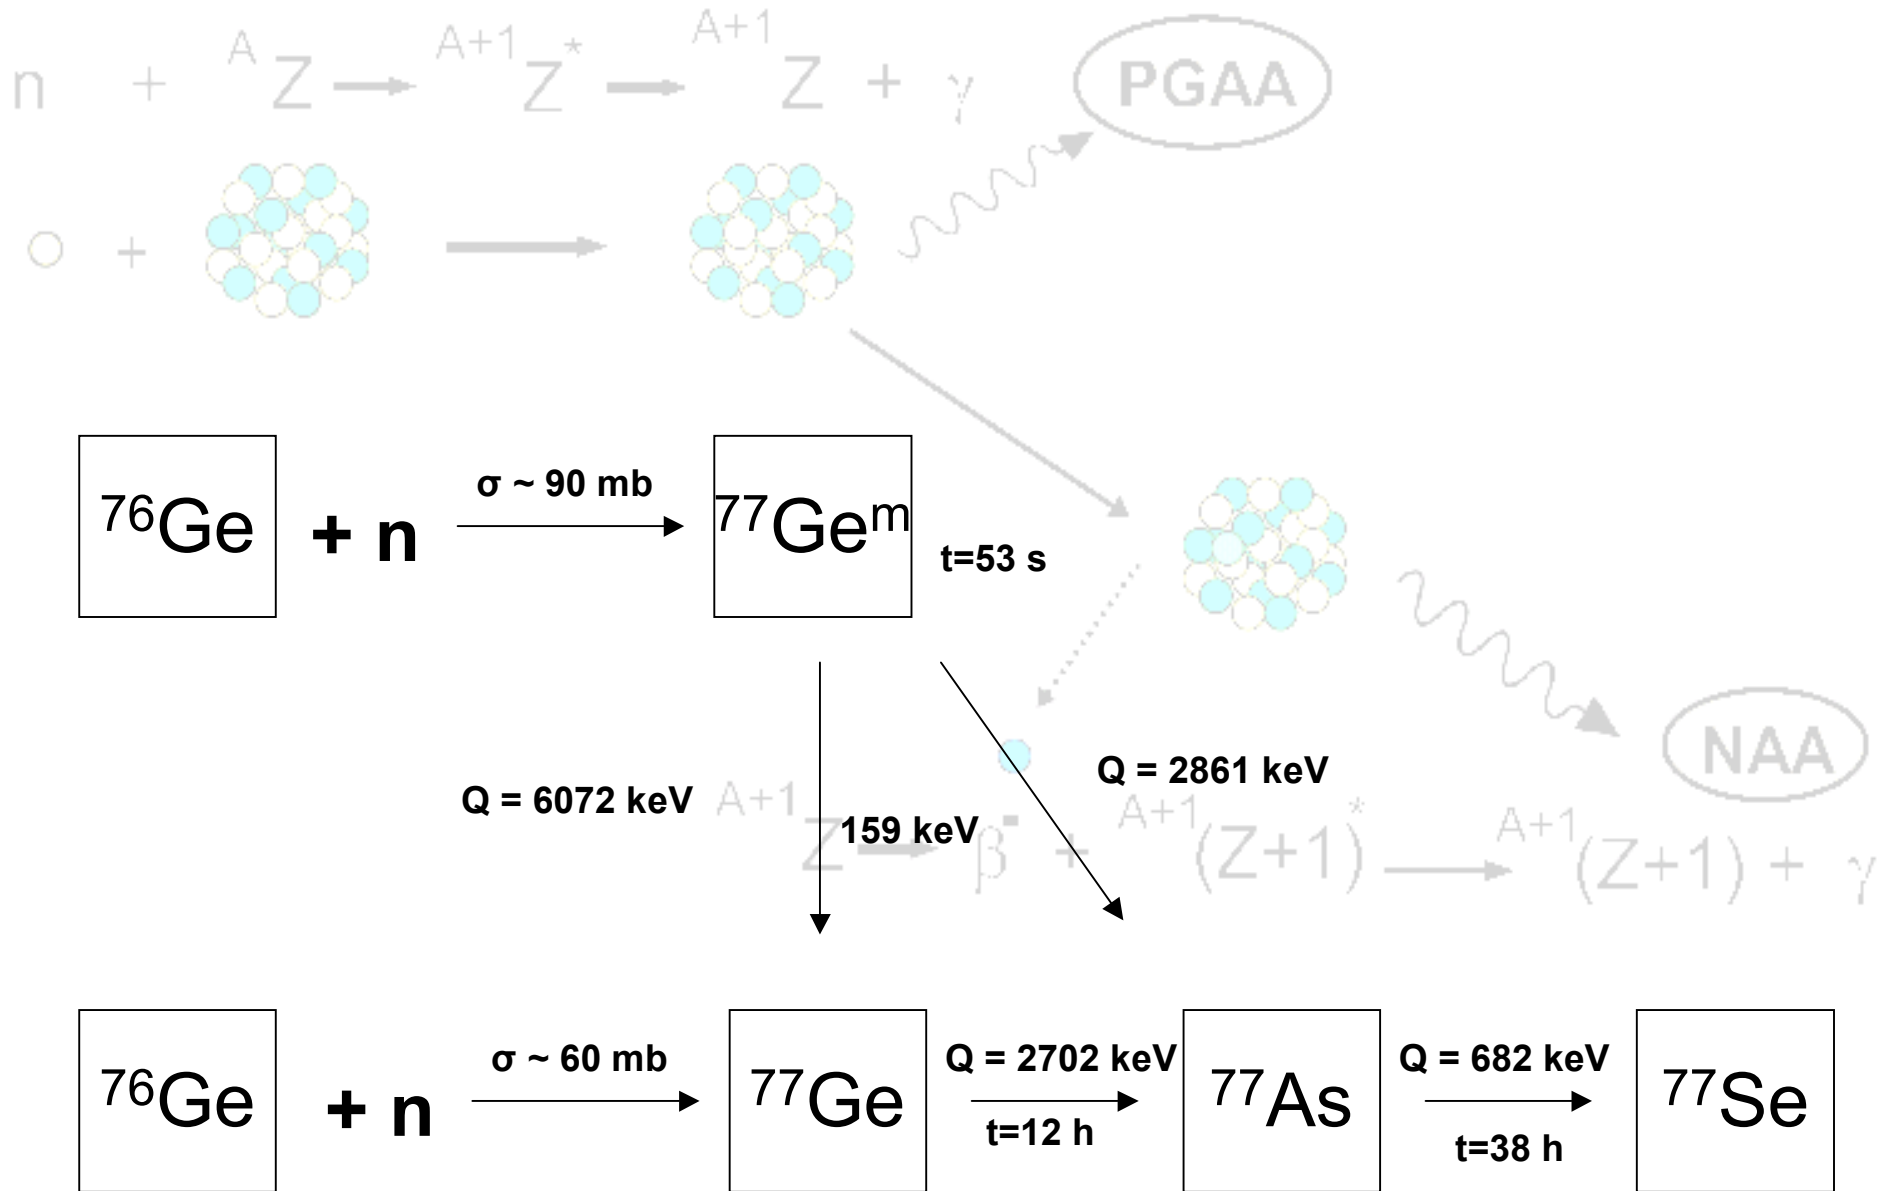 n + ᴬZ → ᴬ⁺¹Z* → ᴬ⁺¹Z + γ PGAA
+
σ ~ 90 mb
⁷⁶Ge + n ⁷⁷Geᵐ
t=53 s
Q = 6072 keV
159 keV
Q = 2861 keV
NAA
ᴬ⁺¹Z → β⁻ + ᴬ⁺¹(Z+1)* → ᴬ⁺¹(Z+1) + γ
σ ~ 60 mb
Q = 2702 keV
Q = 682 keV
⁷⁶Ge + n ⁷⁷Ge ⁷⁷As ⁷⁷Se
t=12 h
t=38 h